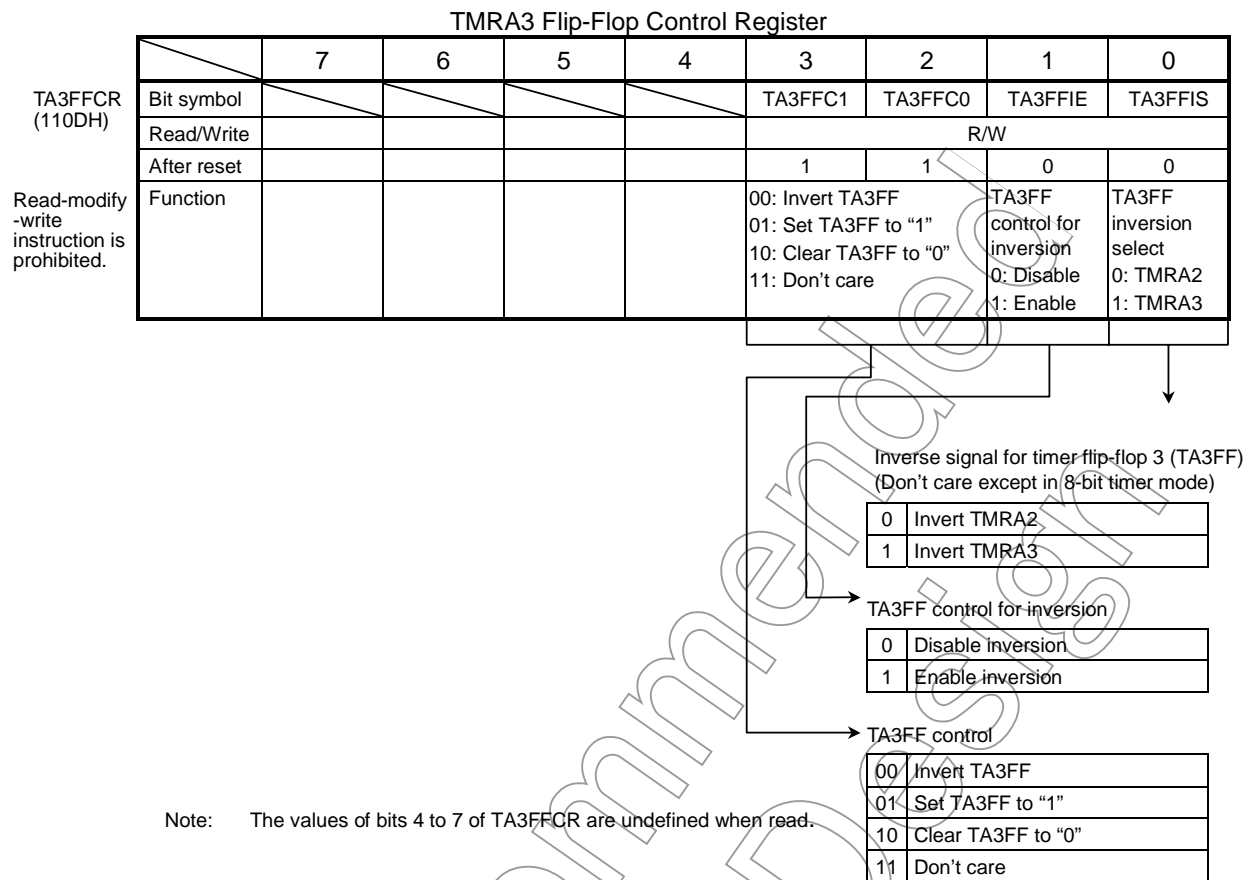 TMRA3 Flip-Flop Control Register
7 6 5 4 3 2 1 0
TA3FFCR
(110DH)
Bit symbol TA3FFC1 TA3FFC0 TA3FFIE TA3FFIS
Read/Write R/W
After reset 1 1 0 0
Read-modify
-write
instruction is
prohibited.
Function
00: Invert TA3FF
01: Set TA3FF to “1”
10: Clear TA3FF to “0”
11: Don’t care
TA3FF
control for
inversion
0: Disable
1: Enable
TA3FF
inversion
select
0: TMRA2
1: TMRA3
Inverse signal for timer flip-flop 3 (TA3FF)
(Don’t care except in 8-bit timer mode)
0 Invert TMRA2
1 Invert TMRA3
TA3FF control for inversion
0 Disable inversion
1 Enable inversion
TA3FF control
00 Invert TA3FF
01 Set TA3FF to “1”
10 Clear TA3FF to “0”
11 Don’t care
Note: The values of bits 4 to 7 of TA3FFCR are undefined when read.